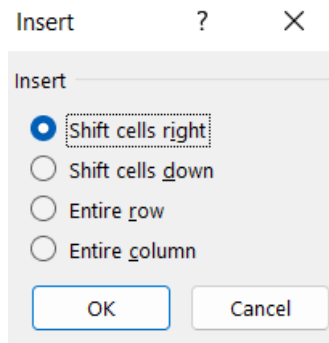 Insert ?
Insert
Shift cells right
Shift cells down
Entire row
Entire column
OK Cancel